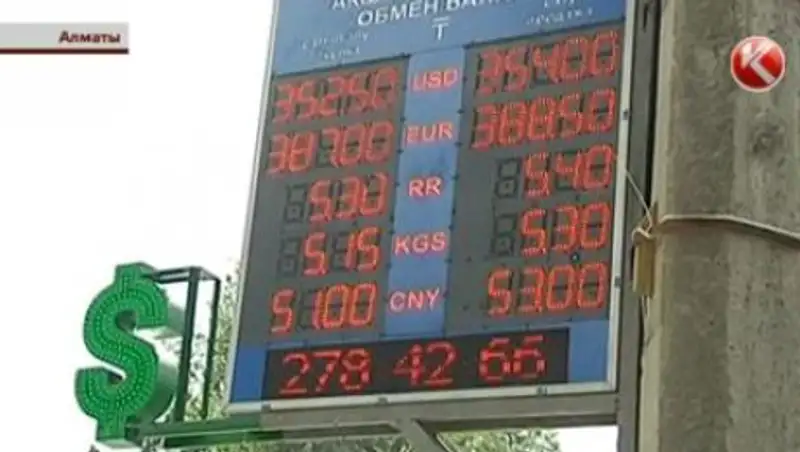 Алматы
ОБМЕН
₸
352.50 USD 354.00
387.00 EUR 388.50
5.30 RR 5.40
5.15 KGS 5.30
51.00 CNY 53.00
278 42 66
$
K